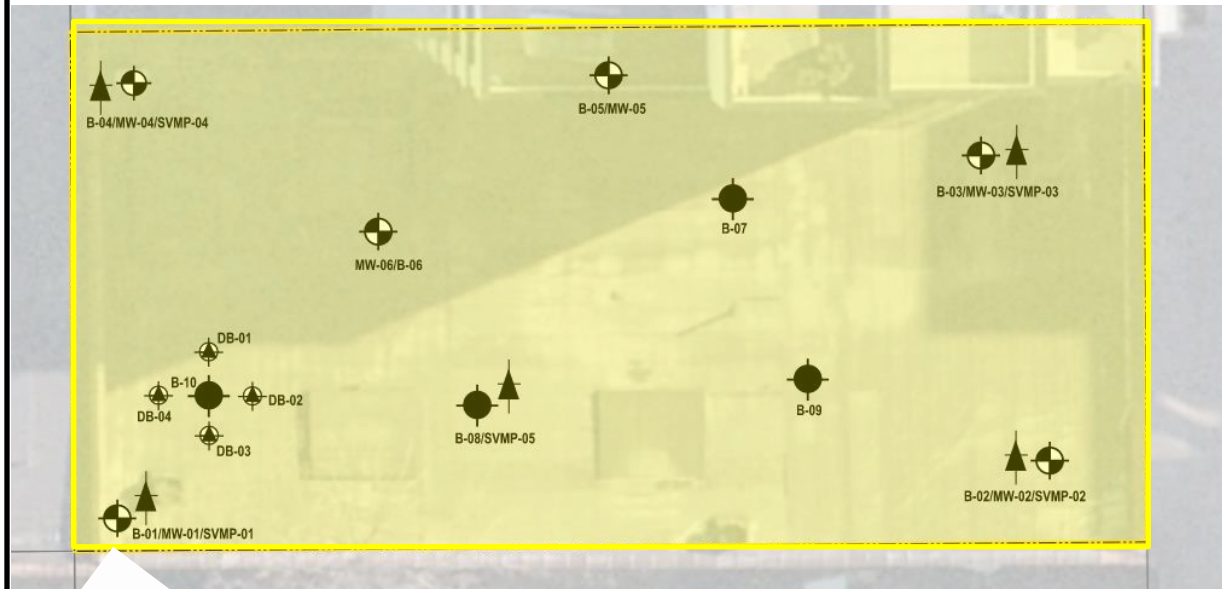 B-04/MW-04/SVMP-04
B-05/MW-05
B-03/MW-03/SVMP-03
B-07
MW-06/B-06
DB-01
B-10
DB-04
DB-02
DB-03
B-08/SVMP-05
B-09
B-02/MW-02/SVMP-02
B-01/MW-01/SVMP-01